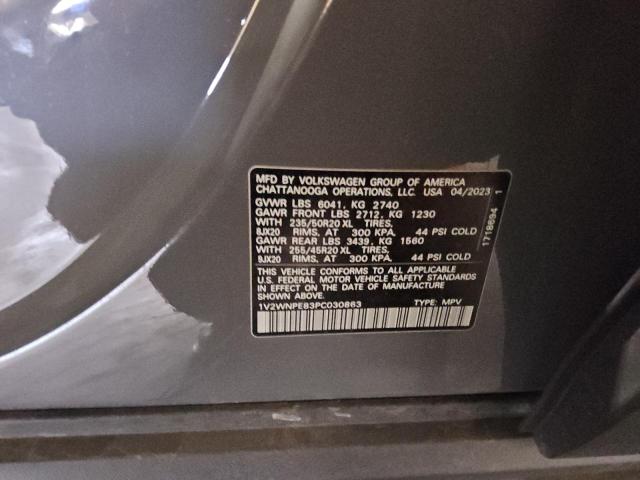 MFD BY VOLKSWAGEN GROUP OF AMERICA
CHATTANOOGA OPERATIONS, LLC. USA 04/2023
GVWR LBS 6041, KG 2740
GAWR FRONT LBS 2712, KG 1230
WITH 235/50R20 XL TIRES,
8JX20 RIMS, AT 300 KPA, 44 PSI COLD
GAWR REAR LBS 3439, KG 1560
WITH 255/45R20 XL TIRES,
9JX20 RIMS, AT 300 KPA, 44 PSI COLD
THIS VEHICLE CONFORMS TO ALL APPLICABLE
U.S. FEDERAL MOTOR VEHICLE SAFETY STANDARDS
IN EFFECT ON THE DATE OF MANUFACTURE
SHOWN ABOVE.
1V2WNPE83PC030863 TYPE: MPV
1718694 1